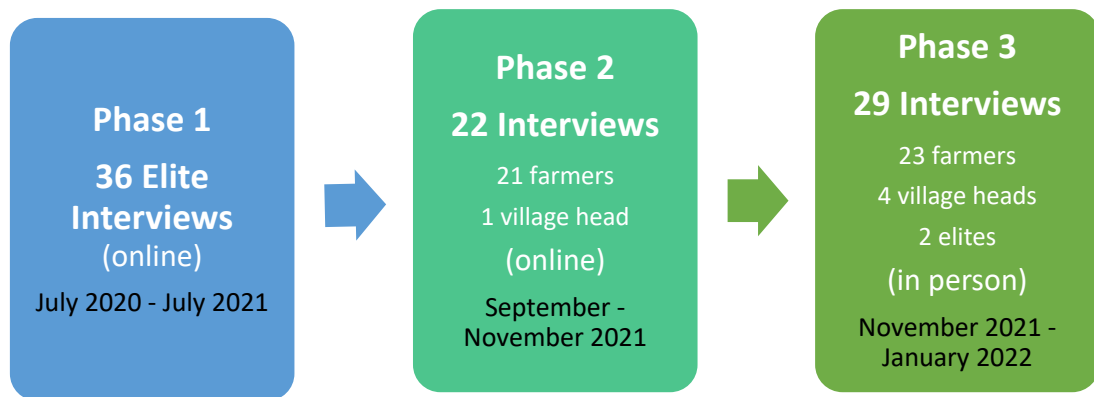 Phase 1
36 Elite
Interviews
(online)
July 2020 - July 2021
Phase 2
22 Interviews
21 farmers
1 village head
(online)
September -
November 2021
Phase 3
29 Interviews
23 farmers
4 village heads
2 elites
(in person)
November 2021 -
January 2022